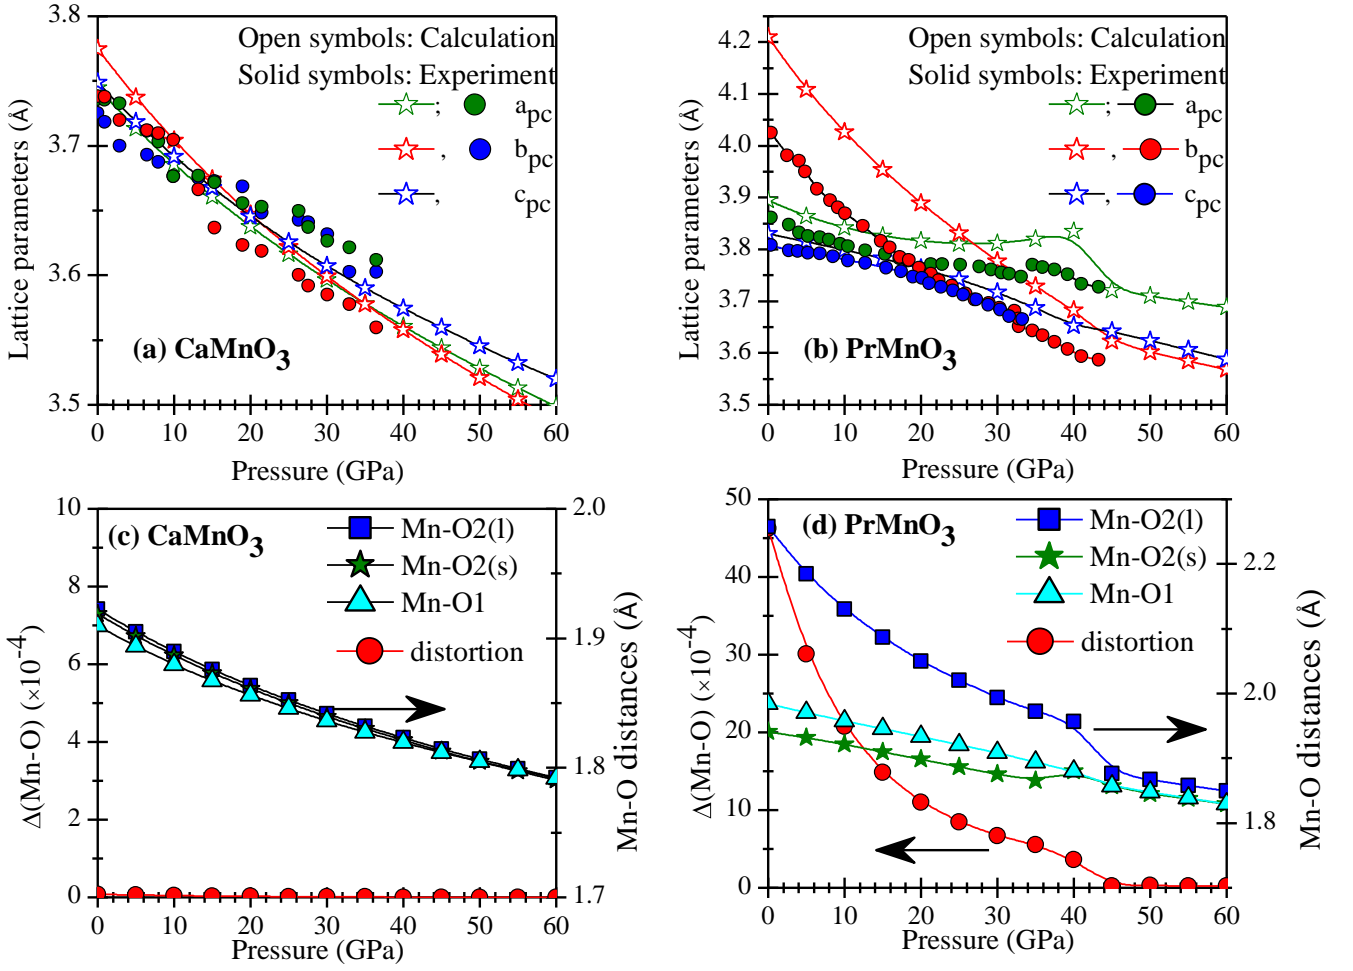 Open symbols: Calculation
Solid symbols: Experiment
; a_pc
, b_pc
, c_pc
(a) CaMnO3
Lattice parameters (Å)
3.8
3.7
3.6
3.5
0 10 20 30 40 50 60
Pressure (GPa)
Open symbols: Calculation
Solid symbols: Experiment
; a_pc
, b_pc
, c_pc
(b) PrMnO3
Lattice parameters (Å)
4.2
4.1
4.0
3.9
3.8
3.7
3.6
3.5
0 10 20 30 40 50 60
Pressure (GPa)
(c) CaMnO3
Mn-O2(l)
Mn-O2(s)
Mn-O1
distortion
Δ(Mn-O) (×10^-4)
10
8
6
4
2
0
2.0
1.9
1.8
1.7
Mn-O distances (Å)
0 10 20 30 40 50 60
Pressure (GPa)
(d) PrMnO3
Mn-O2(l)
Mn-O2(s)
Mn-O1
distortion
Δ(Mn-O) (×10^-4)
50
40
30
20
10
0
2.2
2.0
1.8
Mn-O distances (Å)
0 10 20 30 40 50 60
Pressure (GPa)